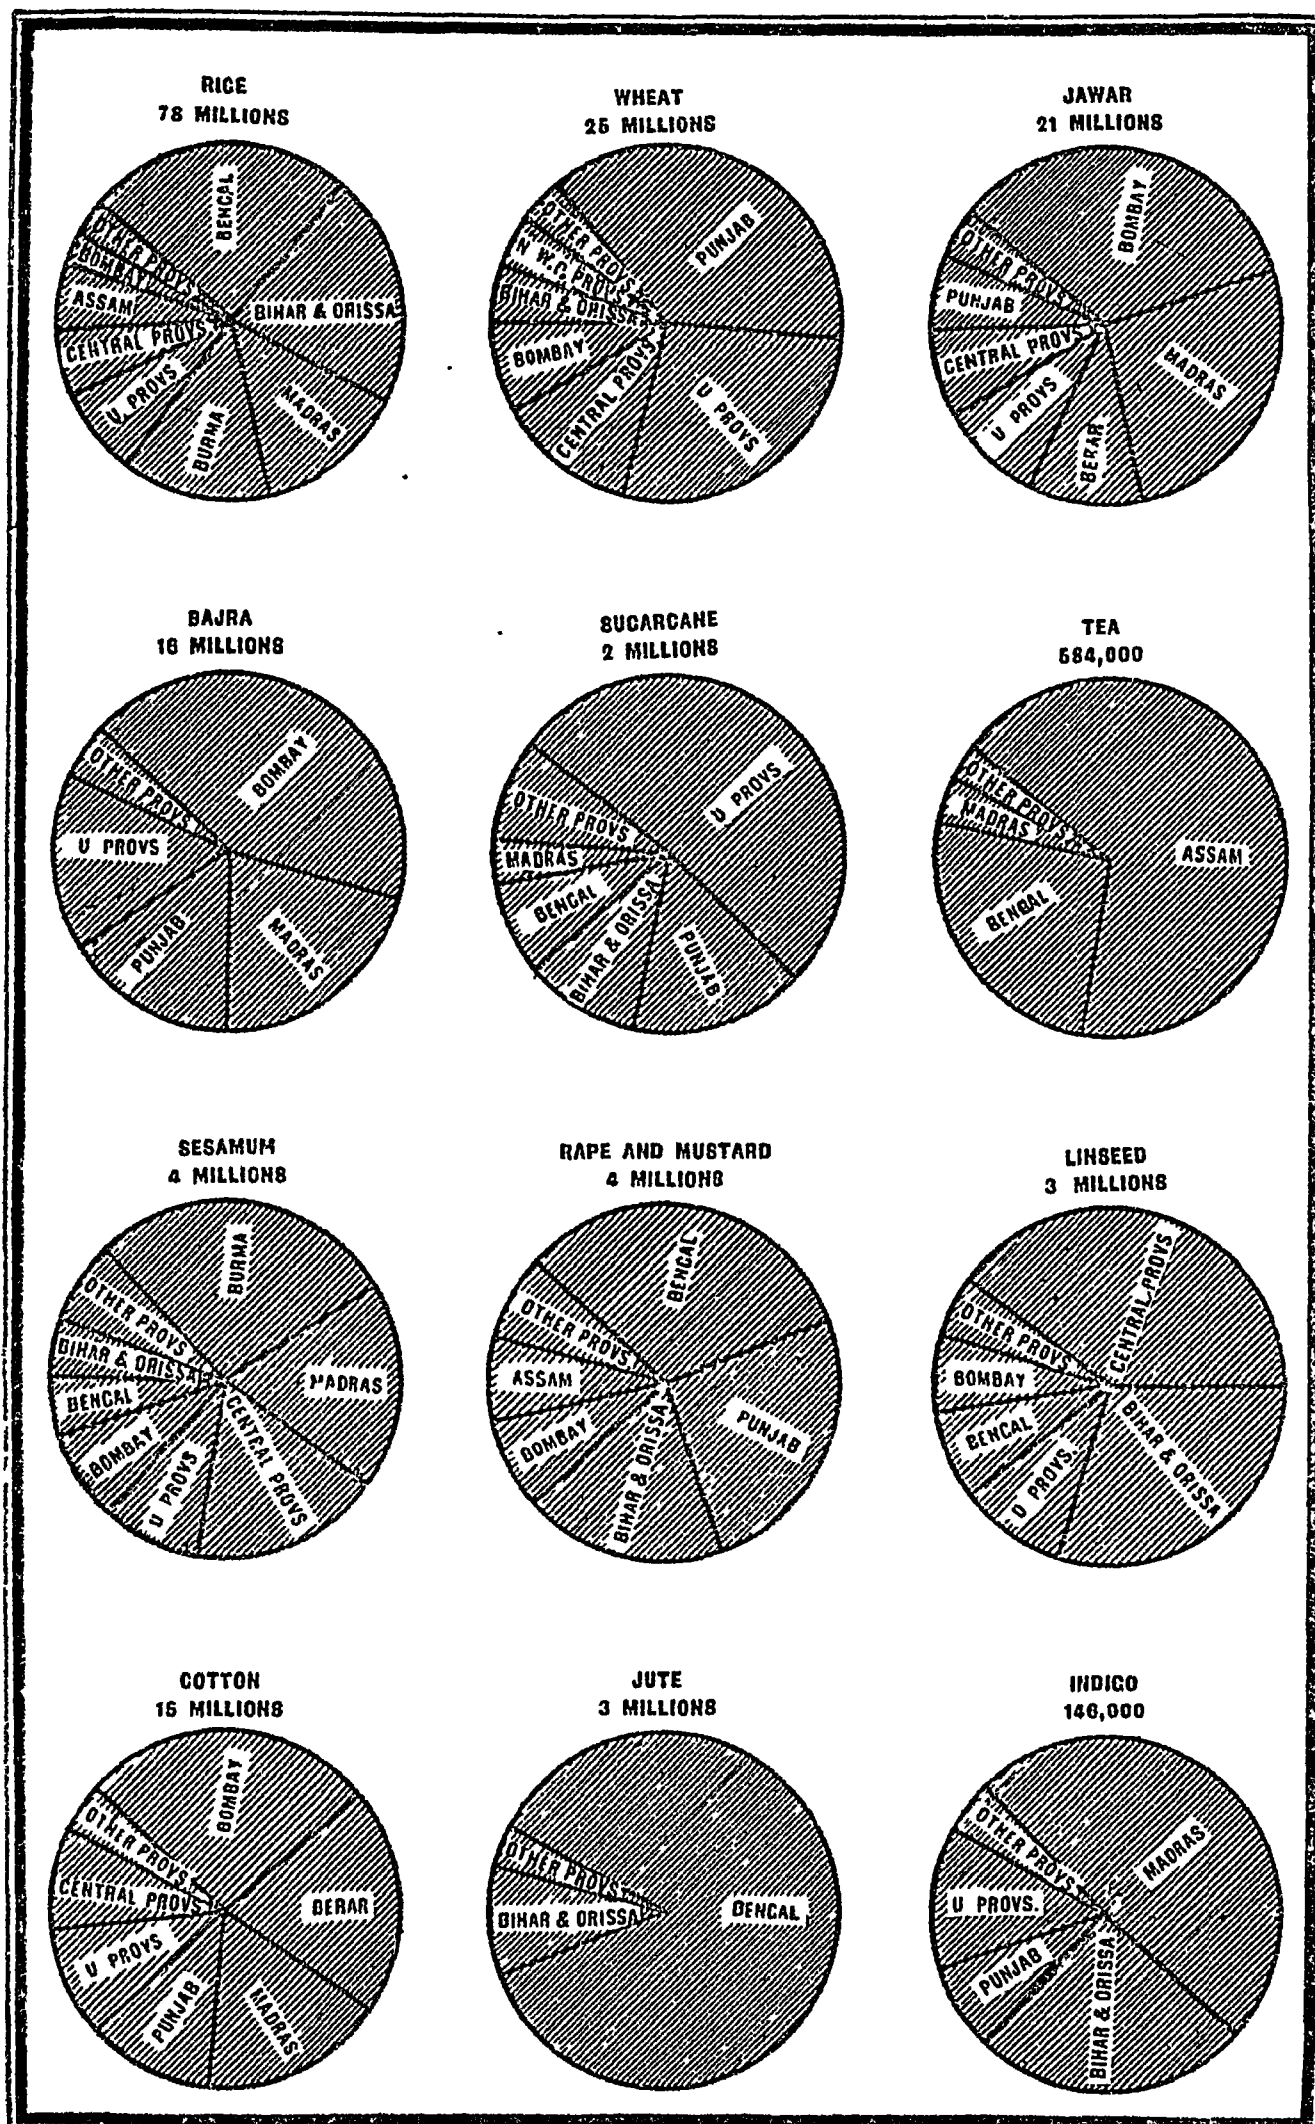 RICE
78 MILLIONS
BENGAL
BIHAR & ORISSA
MADRAS
BURMA
U PROVS
CENTRAL PROVS
ASSAM
BOMBAY
OTHER PROVS
WHEAT
25 MILLIONS
PUNJAB
U PROVS
CENTRAL PROVS
BOMBAY
BIHAR & ORISSA
N W.F. PROVS
OTHER PROVS
JAWAR
21 MILLIONS
BOMBAY
MADRAS
BERAR
U PROVS
CENTRAL PROVS
PUNJAB
OTHER PROVS
BAJRA
16 MILLIONS
BOMBAY
MADRAS
PUNJAB
U PROVS
OTHER PROVS
SUGARCANE
2 MILLIONS
U PROVS
PUNJAB
BIHAR & ORISSA
BENGAL
MADRAS
OTHER PROVS
TEA
584,000
ASSAM
BENGAL
MADRAS
OTHER PROVS
SESAMUM
4 MILLIONS
BURMA
MADRAS
CENTCAL PROVS
U PROVS
BOMBAY
BENGAL
BIHAR & ORISSA
OTHER PROVS
RAPE AND MUSTARD
4 MILLIONS
BENGAL
PUNJAB
BIHAR & ORISSA
BOMBAY
ASSAM
OTHER PROVS
LINSEED
3 MILLIONS
CENTRAL PROVS
BIHAR & ORISSA
U PROVS.
BENGAL
BOMBAY
OTHER PROVS
COTTON
15 MILLIONS
BOMBAY
BERAR
MADRAS
PUNJAB
U PROVS
CENTRAL PROVS
OTHER PROVS
JUTE
3 MILLIONS
BENGAL
BIHAR & ORISSA
OTHER PROVS
INDIGO
146,000
MADRAS
BIHAR & ORISSA
PUNJAB
U PROVS.
OTHER PROVS